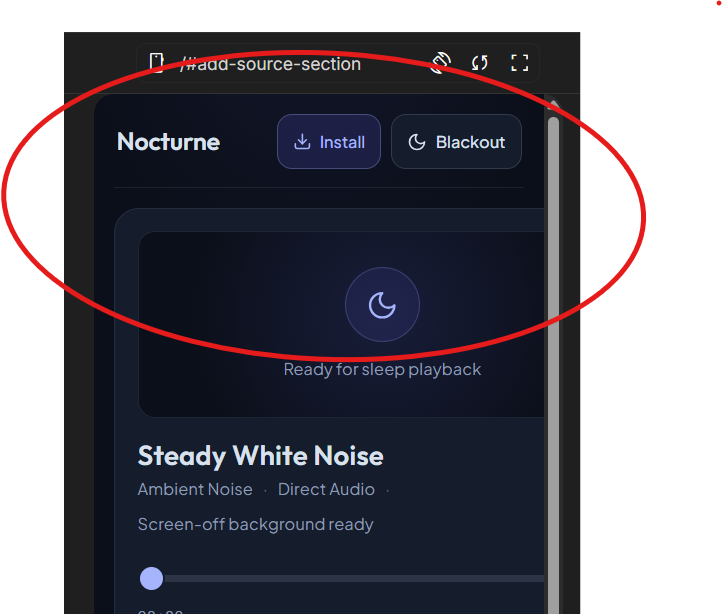 /#add-source-section
Nocturne
Install
Blackout
Ready for sleep playback
Steady White Noise
Ambient Noise · Direct Audio ·
Screen-off background ready